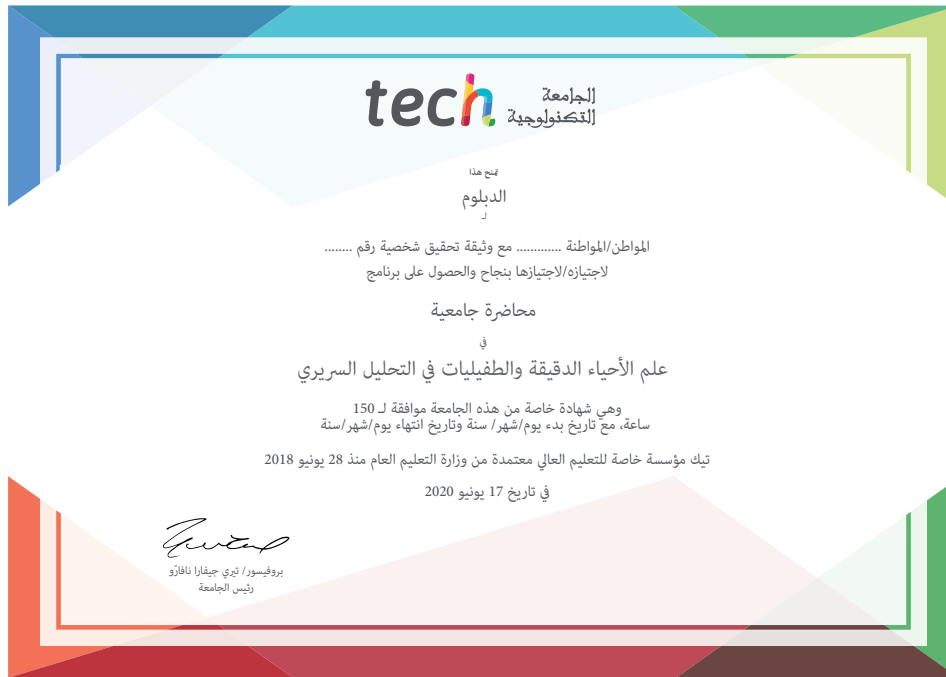 tech الجامعة
التكنولوجية
تمنح هذا
الدبلوم
لـ
المواطن/المواطنة ............. مع وثيقة تحقيق شخصية رقم ........
لاجتيازه/لاجتيازها بنجاح والحصول على برنامج
محاضرة جامعية
في
علم الأحياء الدقيقة والطفيليات في التحليل السريري
وهي شهادة خاصة من هذه الجامعة موافقة لـ 150
ساعة، مع تاريخ بدء يوم/شهر/ سنة وتاريخ انتهاء يوم/شهر/سنة
تيك مؤسسة خاصة للتعليم العالي معتمدة من وزارة التعليم العام منذ 28 يونيو 2018
في تاريخ 17 يونيو 2020
بروفيسور/ تيري جيفارا نافارّو
رئيس الجامعة